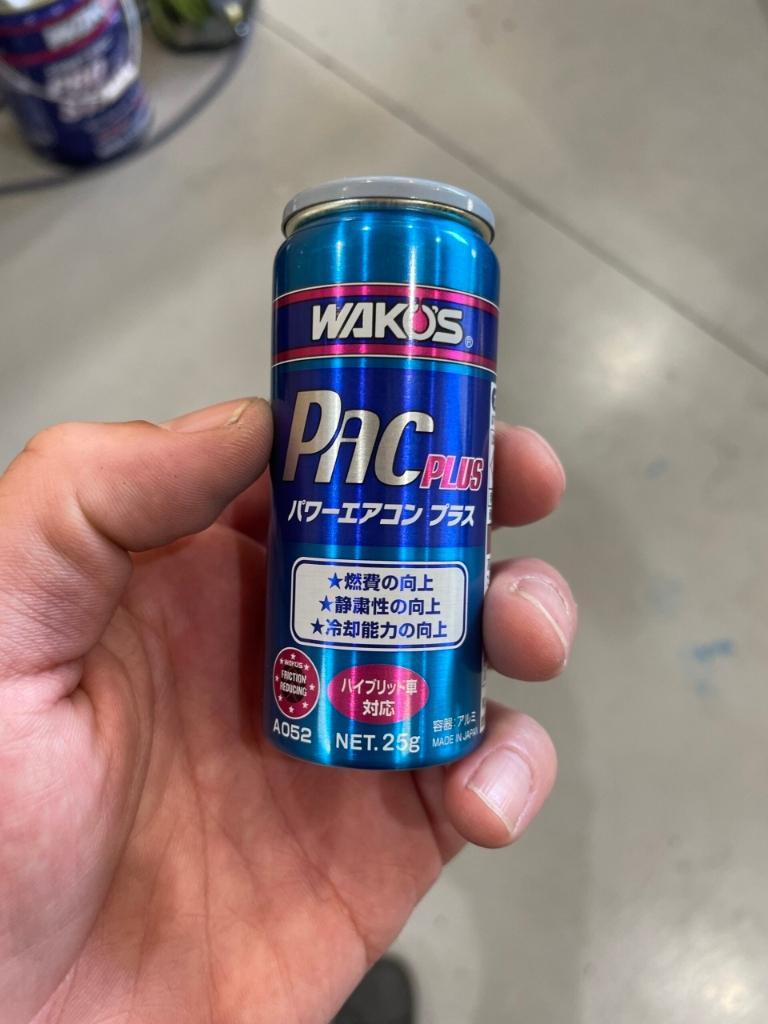 WAKO'S
WAKO'S®
PAC PLUS
パワーエアコン プラス
★燃費の向上
★静粛性の向上
★冷却能力の向上
WAKO'S
FRICTION
REDUCING
ハイブリッド車
対応
容器:アルミ
A052
NET.25g
MADE IN JAPAN